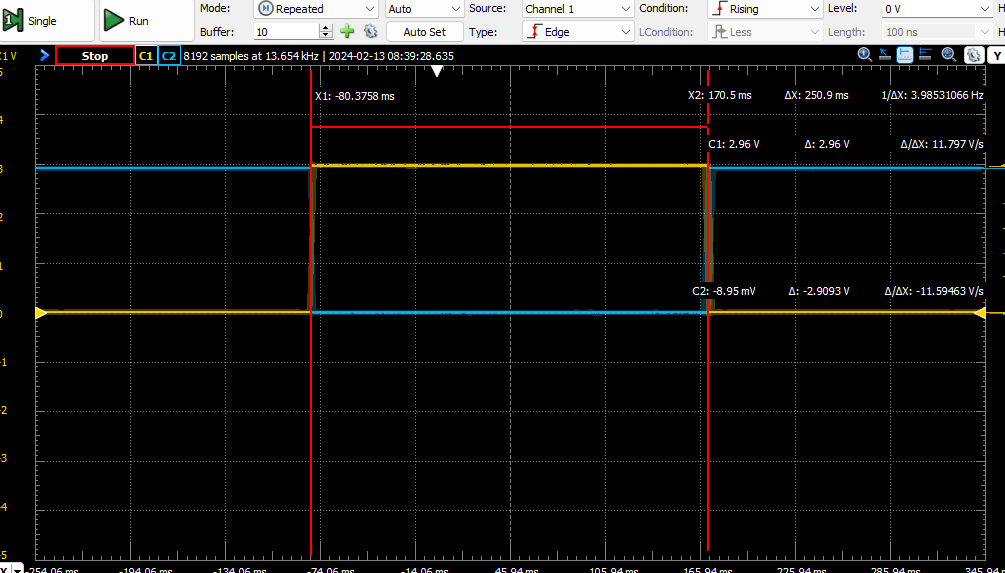 Single Run Mode: Repeated Auto Source: Channel 1 Condition: Rising Level: 0 V
Buffer: 10 Auto Set Type: Edge LCondition: Less Length: 100 ns
1 V Stop C1 C2 8192 samples at 13.654 kHz | 2024-02-13 08:39:28.635 Y
X1: -80.3758 ms X2: 170.5 ms ΔX: 250.9 ms 1/ΔX: 3.98531066 Hz
4
C1: 2.96 V Δ: 2.96 V Δ/ΔX: 11.797 V/s
3
2
1
C2: -8.95 mV Δ: -2.9093 V Δ/ΔX: -11.59463 V/s
0
-1
-2
-3
-4
-5
X -254.06 ms -194.06 ms -134.06 ms -74.06 ms -14.06 ms 45.94 ms 105.94 ms 165.94 ms 225.94 ms 285.94 ms 345.94